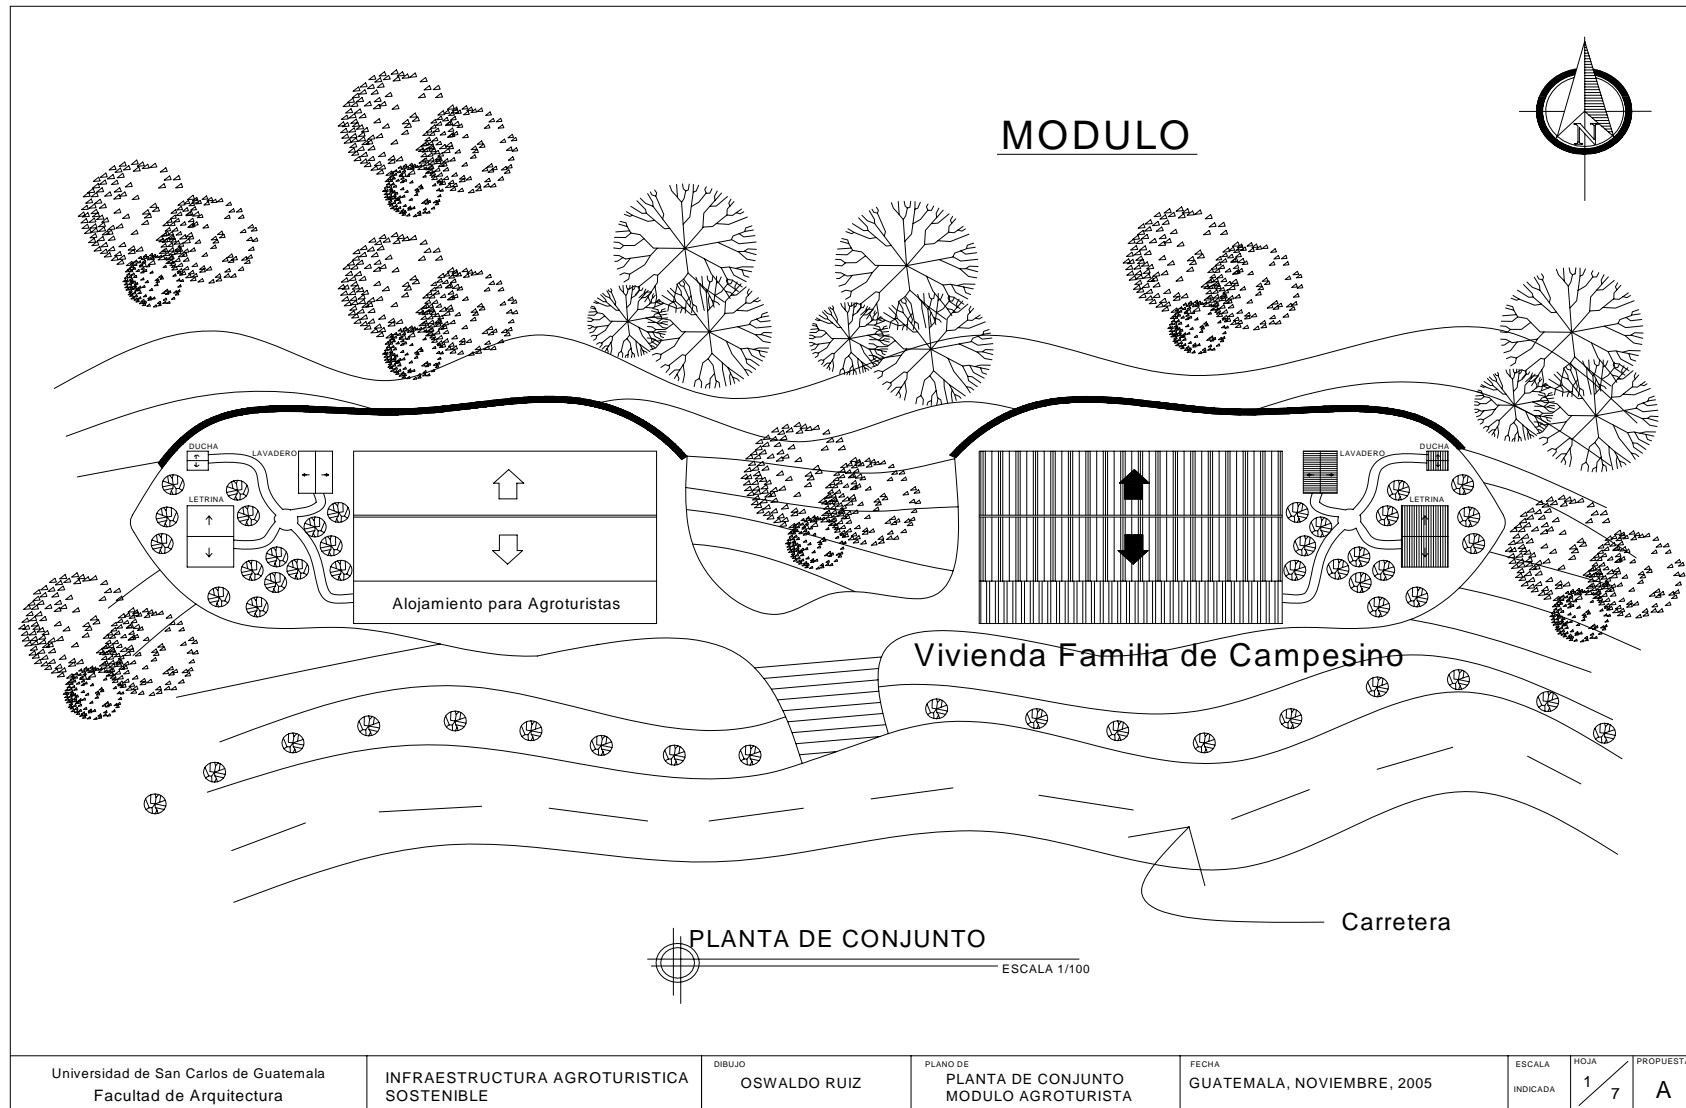 MODULO
N
DUCHA
LAVADERO
LETRINA
Alojamiento para Agroturistas
LAVADERO
DUCHA
LETRINA
Vivienda Familia de Campesino
Carretera
PLANTA DE CONJUNTO
ESCALA 1/100
Universidad de San Carlos de Guatemala
Facultad de Arquitectura
INFRAESTRUCTURA AGROTURISTICA
SOSTENIBLE
DIBUJO
OSWALDO RUIZ
PLANO DE
PLANTA DE CONJUNTO
MODULO AGROTURISTA
FECHA
GUATEMALA, NOVIEMBRE, 2005
ESCALA
INDICADA
HOJA
1/7
PROPUESTA
A